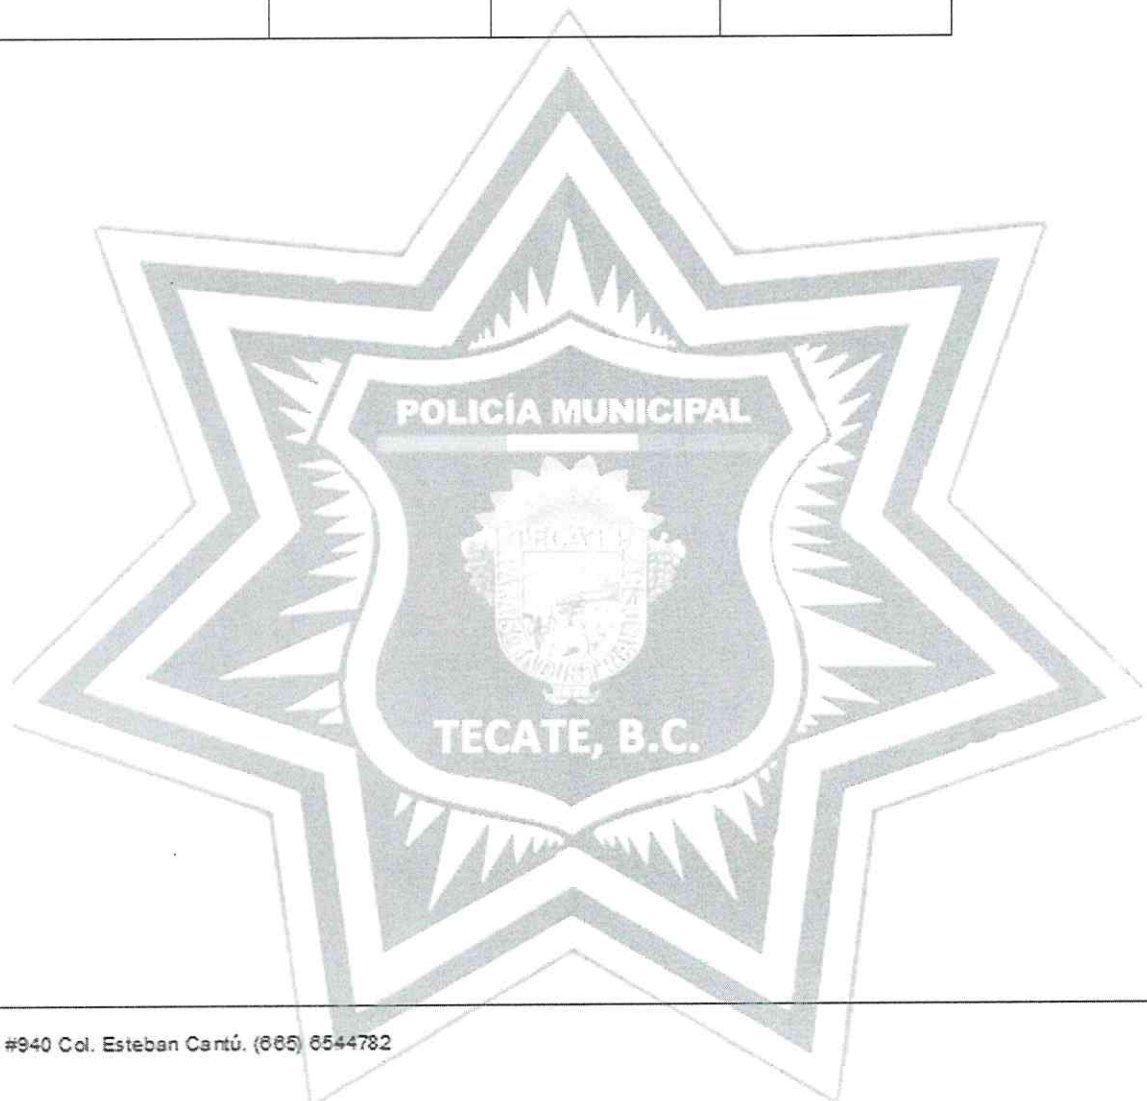 POLICÍA MUNICIPAL
TECATE
TECATE, B.C.
#940 Col. Esteban Cantú. (665) 6544782